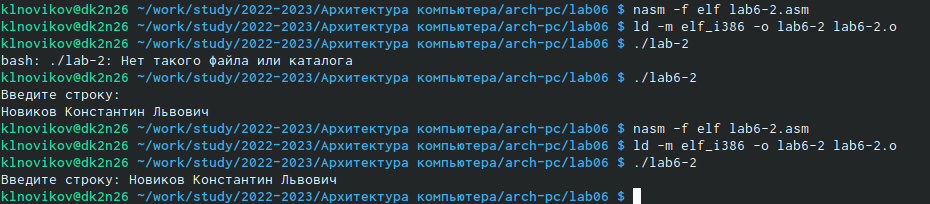 klnovikov@dk2n26 ~/work/study/2022-2023/Архитектура компьютера/arch-pc/lab06 $ nasm -f elf lab6-2.asm
klnovikov@dk2n26 ~/work/study/2022-2023/Архитектура компьютера/arch-pc/lab06 $ ld -m elf_i386 -o lab6-2 lab6-2.o
klnovikov@dk2n26 ~/work/study/2022-2023/Архитектура компьютера/arch-pc/lab06 $ ./lab-2
bash: ./lab-2: Нет такого файла или каталога
klnovikov@dk2n26 ~/work/study/2022-2023/Архитектура компьютера/arch-pc/lab06 $ ./lab6-2
Введите строку:
Новиков Константин Львович
klnovikov@dk2n26 ~/work/study/2022-2023/Архитектура компьютера/arch-pc/lab06 $ nasm -f elf lab6-2.asm
klnovikov@dk2n26 ~/work/study/2022-2023/Архитектура компьютера/arch-pc/lab06 $ ld -m elf_i386 -o lab6-2 lab6-2.o
klnovikov@dk2n26 ~/work/study/2022-2023/Архитектура компьютера/arch-pc/lab06 $ ./lab6-2
Введите строку: Новиков Константин Львович
klnovikov@dk2n26 ~/work/study/2022-2023/Архитектура компьютера/arch-pc/lab06 $